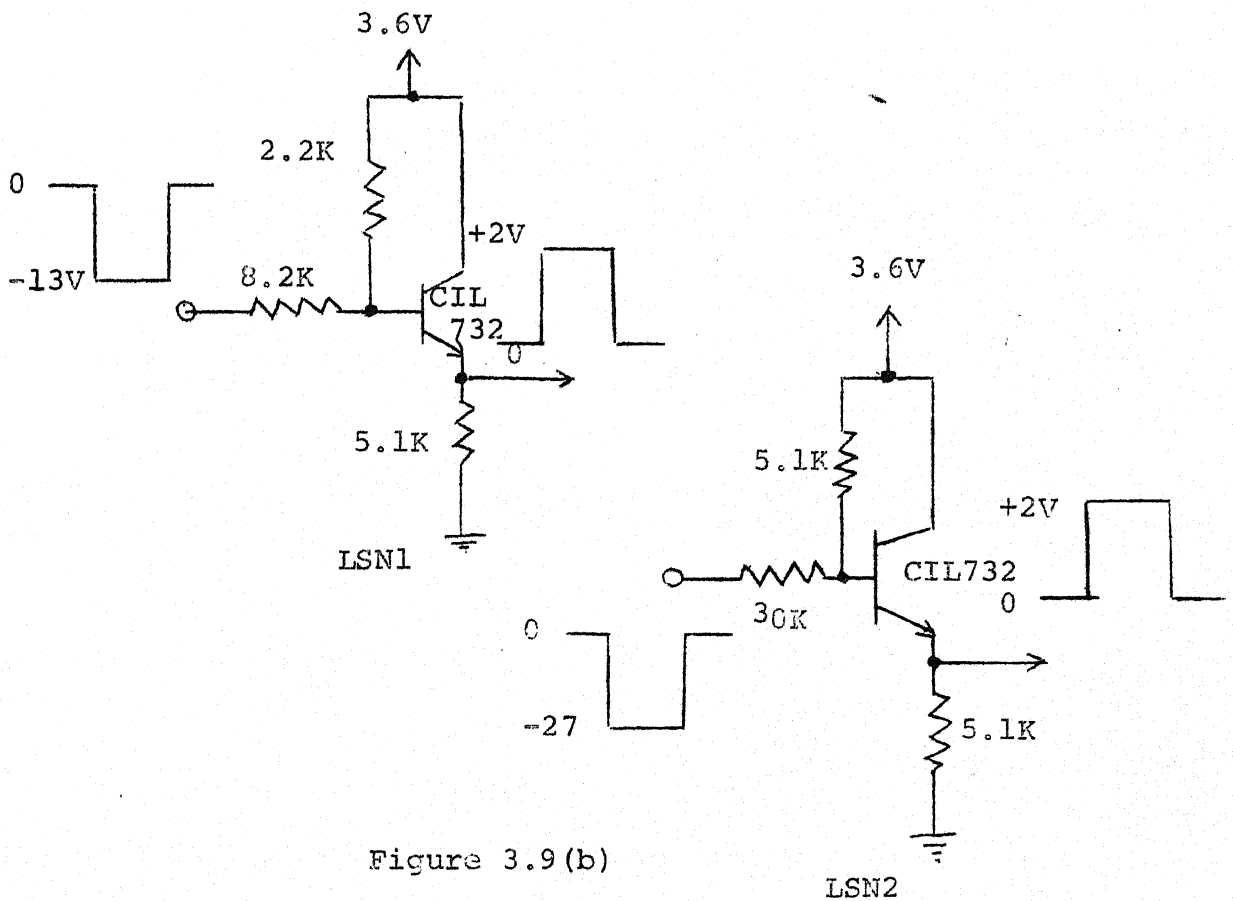 3.6V
2.2K
0
+2V
-13V
8.2K
CIL
732
0
5.1K
LSN1
3.6V
5.1K
+2V
CIL732
0
30K
0
-27
5.1K
Figure 3.9(b)
LSN2